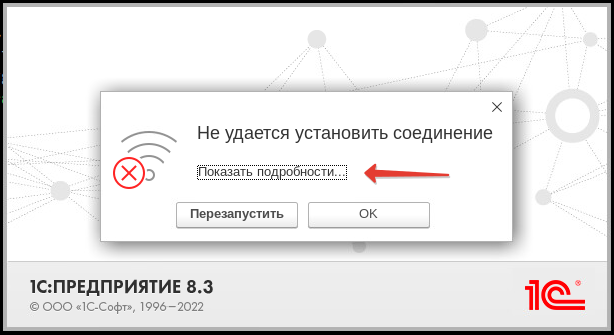 Не удается установить соединение
Показать подробности...
Перезапустить
OK
1С:ПРЕДПРИЯТИЕ 8.3
© ООО «1С-Софт», 1996–2022
1С®